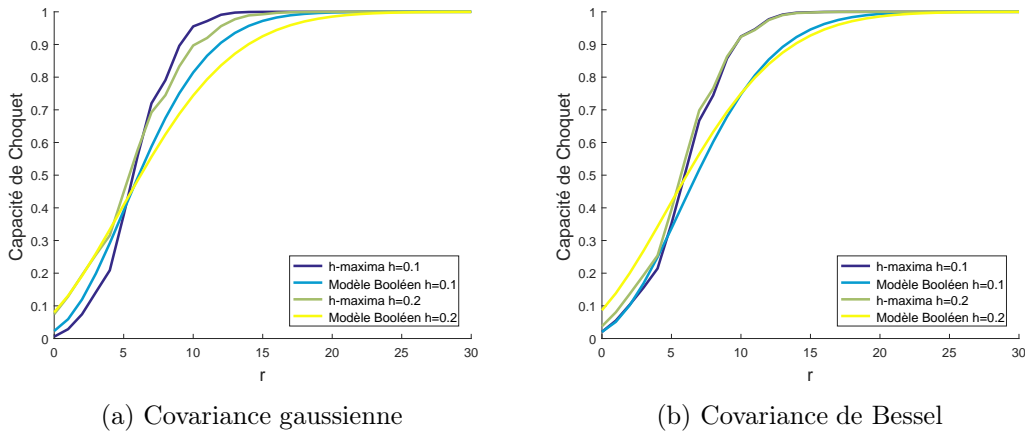 1
0.9
0.8
0.7
0.6
0.5
0.4
0.3
0.2
0.1
0
Capacité de Choquet
h-maxima h=0.1
Modèle Booléen h=0.1
h-maxima h=0.2
Modèle Booléen h=0.2
0 5 10 15 20 25 30
r
(a) Covariance gaussienne
1
0.9
0.8
0.7
0.6
0.5
0.4
0.3
0.2
0.1
0
Capacité de Choquet
h-maxima h=0.1
Modèle Booléen h=0.1
h-maxima h=0.2
Modèle Booléen h=0.2
0 5 10 15 20 25 30
r
(b) Covariance de Bessel